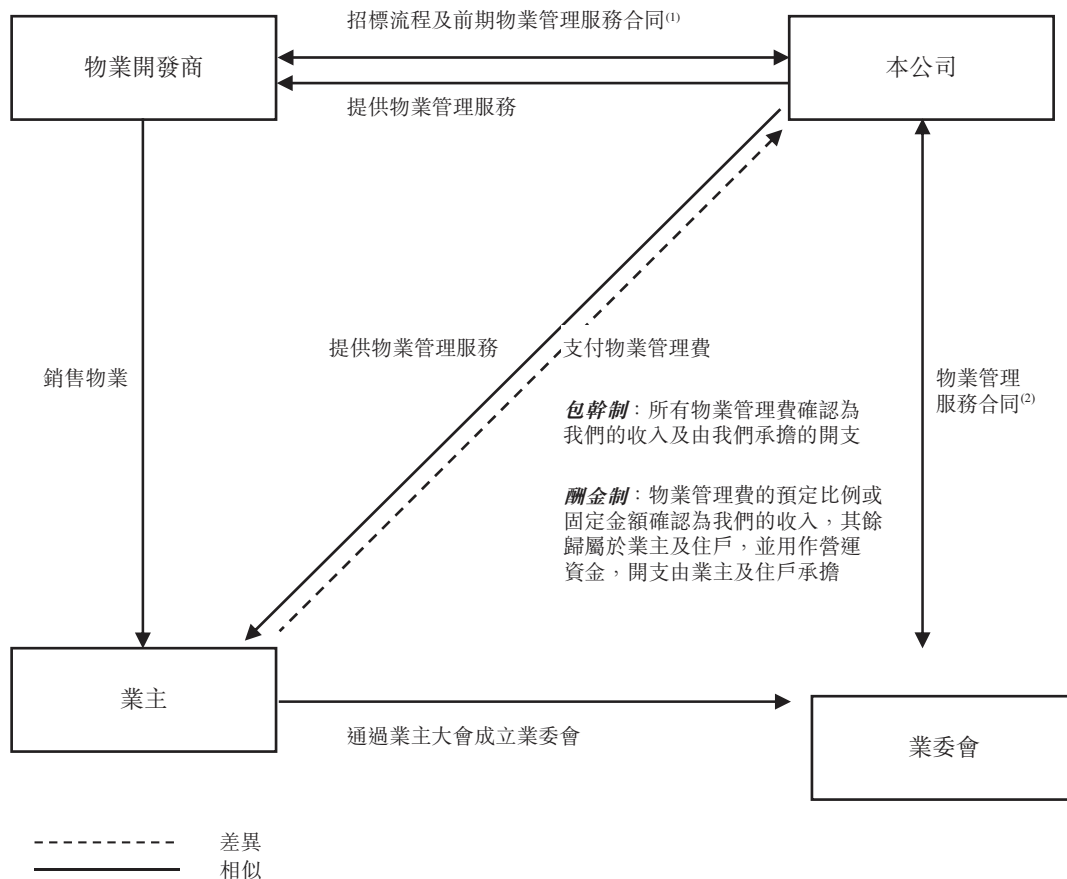 招標流程及前期物業管理服務合同(1)
物業開發商
本公司
提供物業管理服務
提供物業管理服務
支付物業管理費
銷售物業
物業管理
服務合同(2)
包幹制：所有物業管理費確認為
我們的收入及由我們承擔的開支
酬金制：物業管理費的預定比例或
固定金額確認為我們的收入，其餘
歸屬於業主及住戶，並用作營運
資金，開支由業主及住戶承擔
業主
通過業主大會成立業委會
業委會
差異
相似